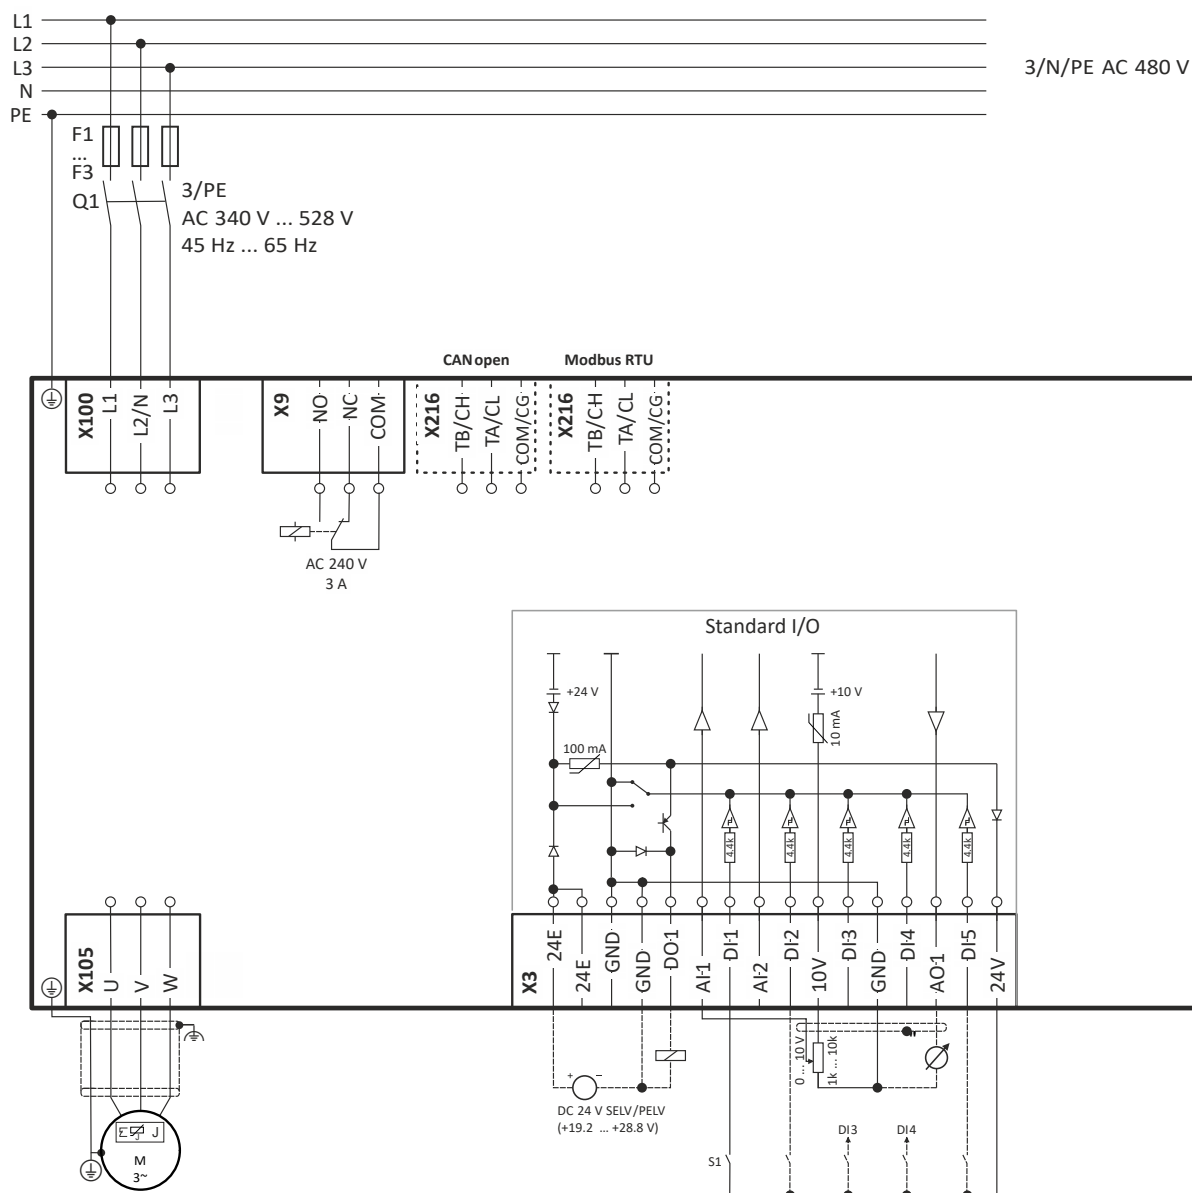 L1
L2
L3
N
PE
3/N/PE AC 480 V
F1
...
F3
Q1
3/PE
AC 340 V ... 528 V
45 Hz ... 65 Hz
CANopen
Modbus RTU
X100
L1
L2/N
L3
X9
NO
NC
COM
X216
TB/CH
TA/CL
COM/CG
X216
TB/CH
TA/CL
COM/CG
AC 240 V
3 A
Standard I/O
+24 V
+10 V
10 mA
100 mA
4.4k
4.4k
4.4k
4.4k
4.4k
X105
U
V
W
X3
24E
24E
GND
GND
DO1
AI1
DI1
AI2
DI2
10V
DI3
GND
DI4
AO1
DI5
24V
0 ... 10 V
1k ... 10k
+
−
DC 24 V SELV/PELV
(+19.2 ... +28.8 V)
DI3
DI4
S1
J
M
3~